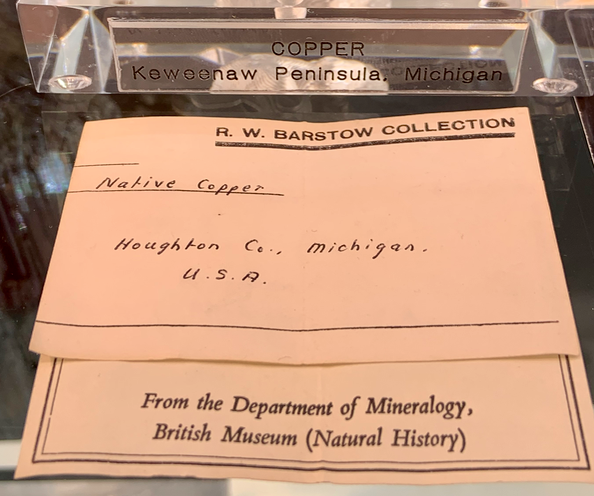 COPPER
Keweenaw Peninsula, Michigan
R. W. BARSTOW COLLECTION
Native Copper
Houghton Co., Michigan.
U.S.A.
From the Department of Mineralogy,
British Museum (Natural History)